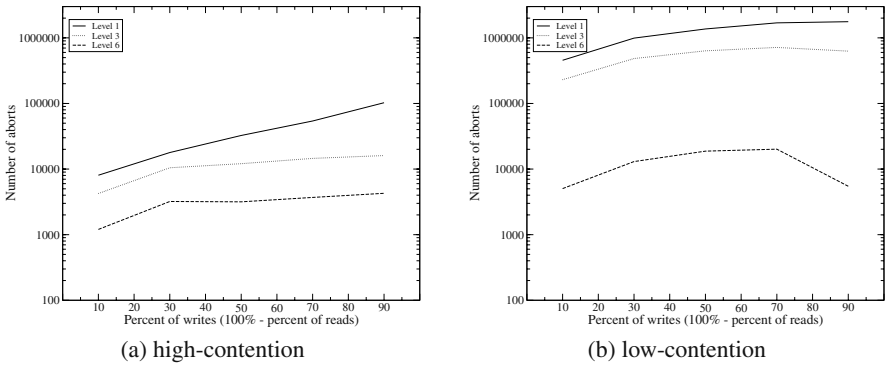 Level 1
Level 3
Level 6
1000000
100000
10000
1000
100
Number of aborts
10 20 30 40 50 60 70 80 90
Percent of writes (100% - percent of reads)
(a) high-contention
Level 1
Level 3
Level 6
1000000
100000
10000
1000
100
Number of aborts
10 20 30 40 50 60 70 80 90
Percent of writes (100% - percent of reads)
(b) low-contention